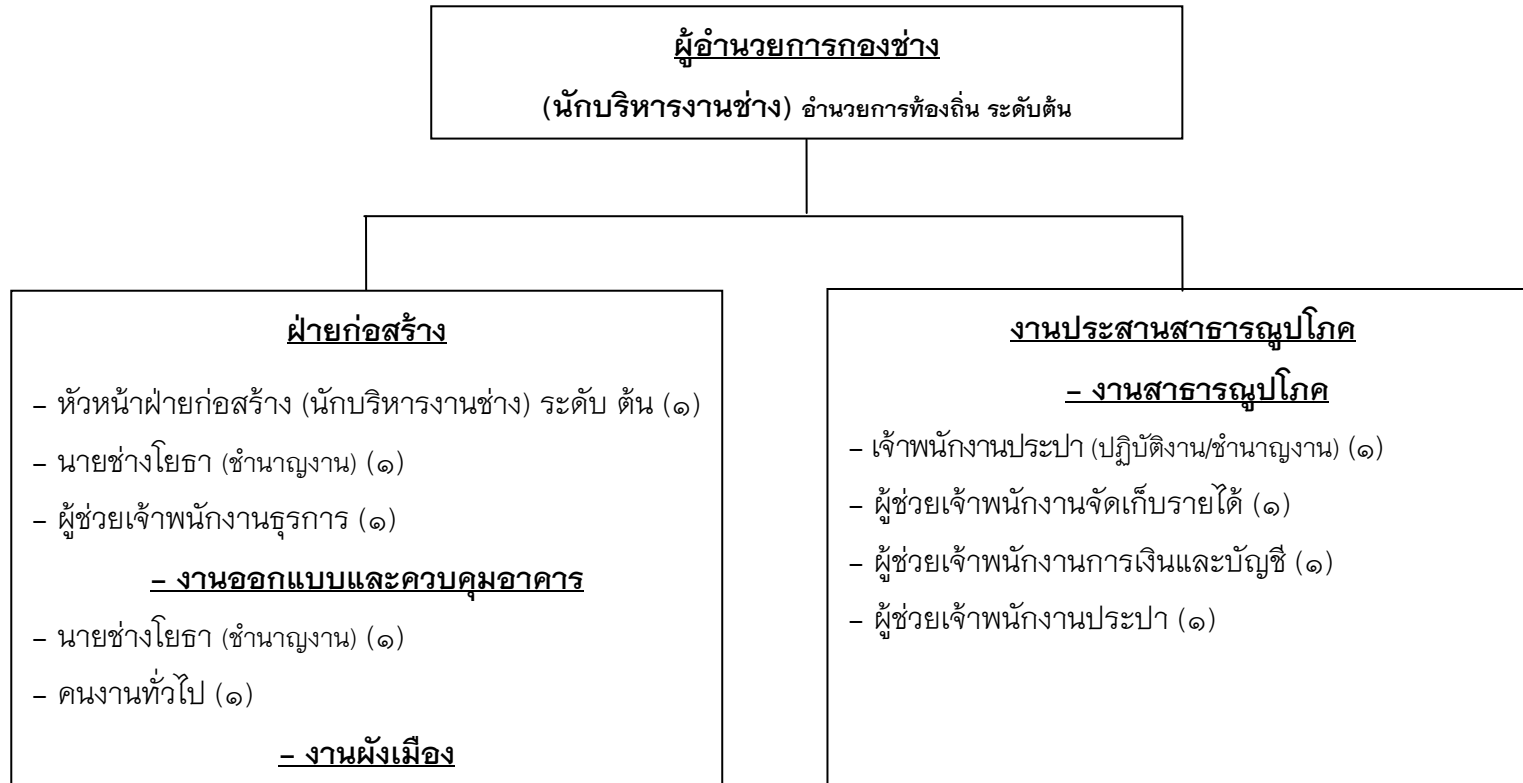 ผู้อำนวยการกองช่าง
(นักบริหารงานช่าง) อำนวยการท้องถิ่น ระดับต้น
ฝ่ายก่อสร้าง
– หัวหน้าฝ่ายก่อสร้าง (นักบริหารงานช่าง) ระดับ ต้น (๑)
– นายช่างโยธา (ชำนาญงาน) (๑)
– ผู้ช่วยเจ้าพนักงานธุรการ (๑)
– งานออกแบบและควบคุมอาคาร
– นายช่างโยธา (ชำนาญงาน) (๑)
– คนงานทั่วไป (๑)
– งานผังเมือง
งานประสานสาธารณูปโภค
– งานสาธารณูปโภค
– เจ้าพนักงานประปา (ปฏิบัติงาน/ชำนาญงาน) (๑)
– ผู้ช่วยเจ้าพนักงานจัดเก็บรายได้ (๑)
– ผู้ช่วยเจ้าพนักงานการเงินและบัญชี (๑)
– ผู้ช่วยเจ้าพนักงานประปา (๑)